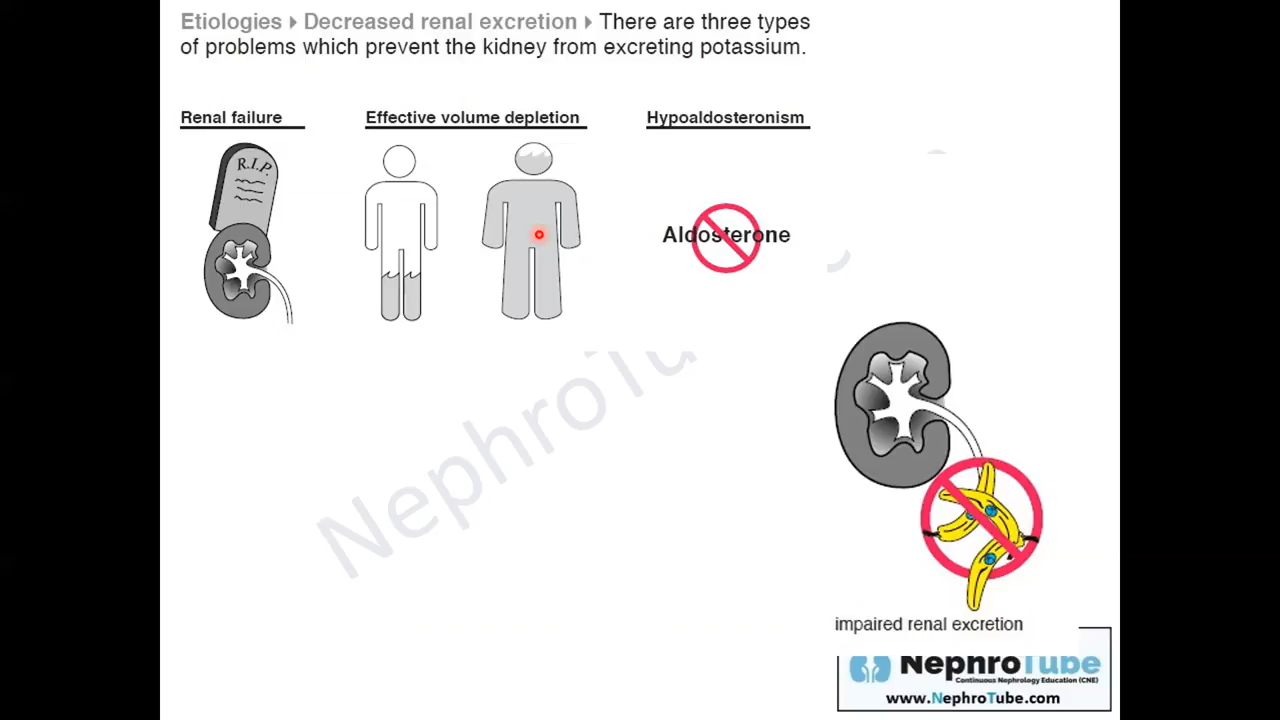 Etiologies ▸ Decreased renal excretion ▸ There are three types
of problems which prevent the kidney from excreting potassium.
Renal failure
Effective volume depletion
Hypoaldosteronism
R.I.P.
Aldosterone
NephroTu
impaired renal excretion
NephroTube
Continuous Nephrology Education (CNE)
www.NephroTube.com